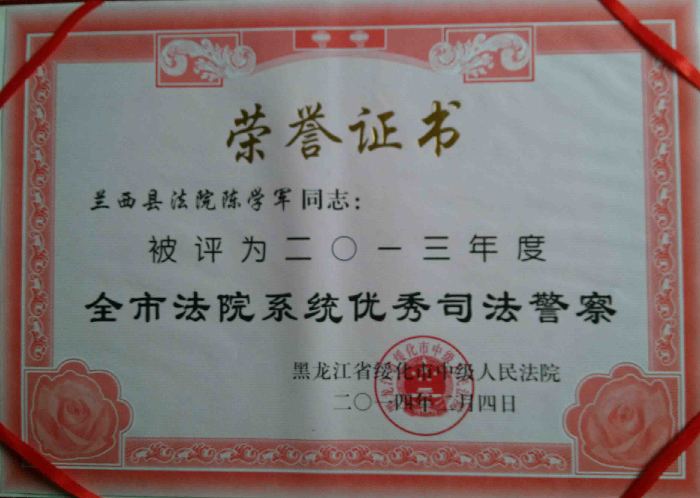 荣誉证书
兰西县法院陈学军同志：
被评为二〇一三年度
全市法院系统优秀司法警察
黑龙江省绥化市中级人民法院
二〇一四年二月四日